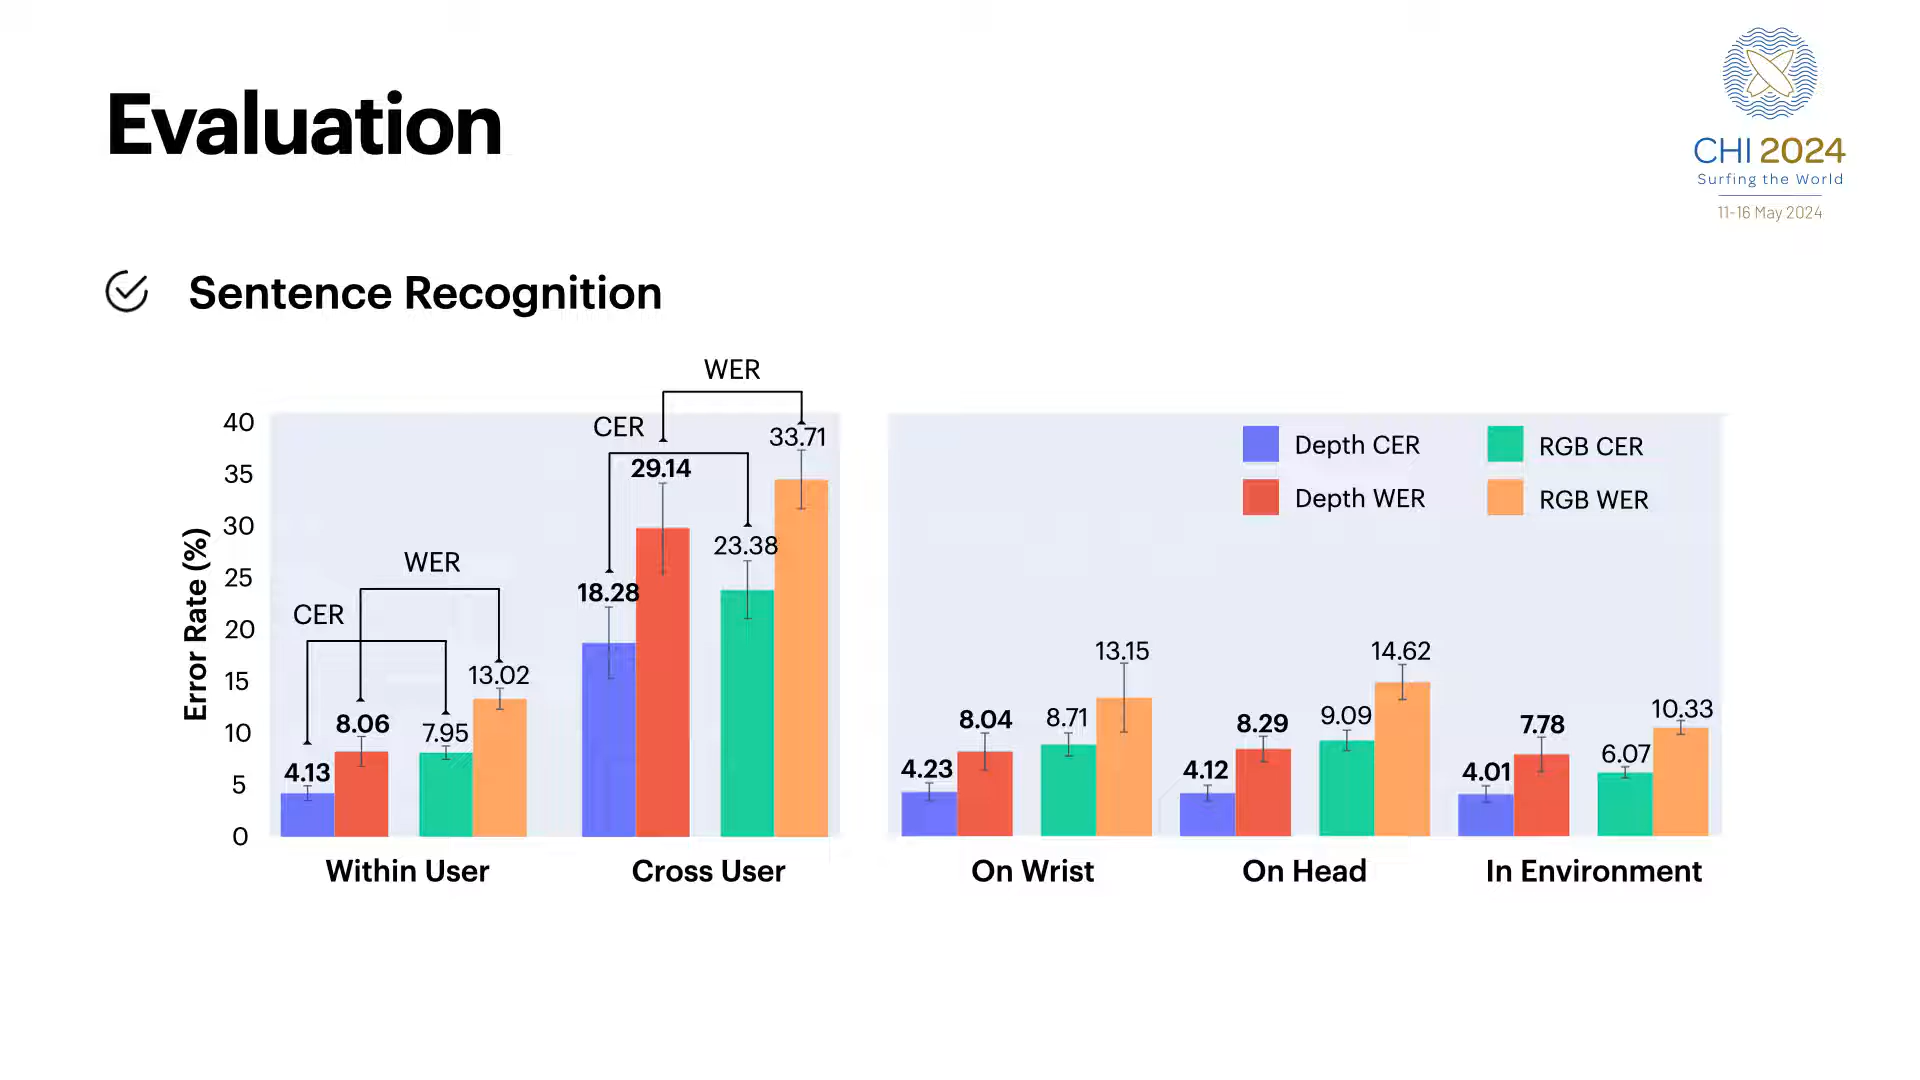 Evaluation
CHI 2024
Surfing the World
11-16 May 2024
Sentence Recognition
WER
CER
WER
CER
Error Rate (%)
40
35
30
25
20
15
10
5
0
4.13
8.06
7.95
13.02
18.28
29.14
23.38
33.71
Within User
Cross User
Depth CER
RGB CER
Depth WER
RGB WER
4.23
8.04
8.71
13.15
4.12
8.29
9.09
14.62
4.01
7.78
6.07
10.33
On Wrist
On Head
In Environment